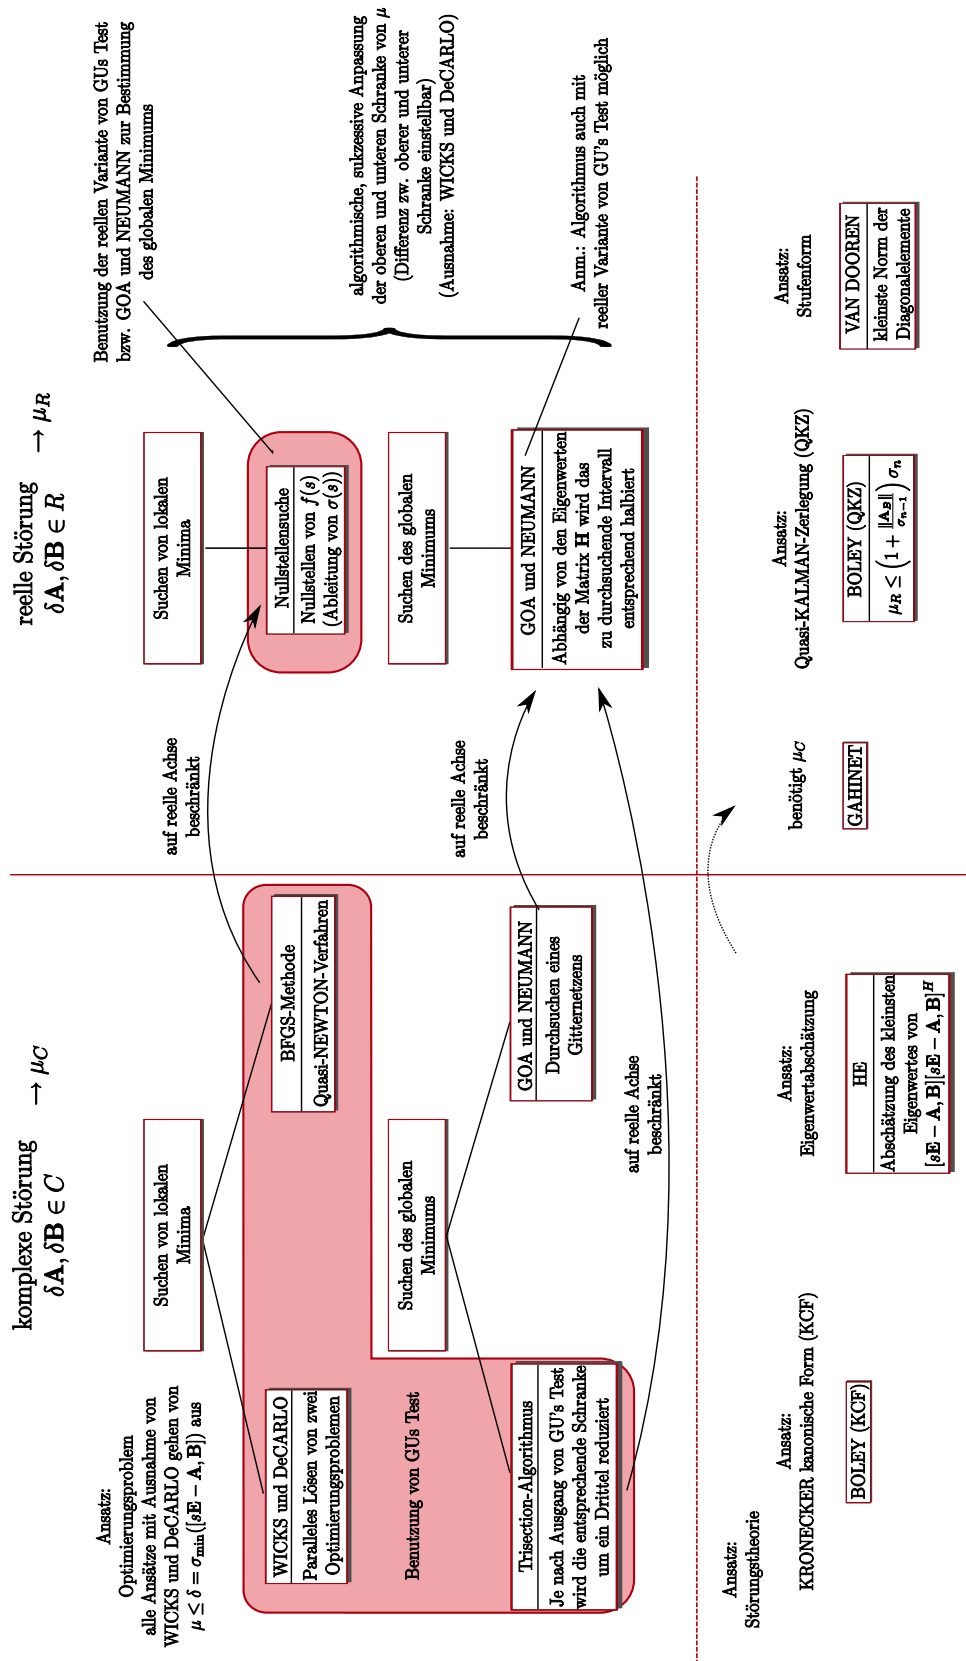 komplexe Störung → μ_C
δA, δB ∈ C
reelle Störung → μ_R
δA, δB ∈ R
Ansatz:
Optimierungsproblem
alle Ansätze mit Ausnahme von
WICKS und DeCARLO gehen von
μ ≤ δ = σ_min([sE − A, B]) aus
Suchen von lokalen
Minima
WICKS und DeCARLO
Paralleles Lösen von zwei
Optimierungsproblemen
BFGS-Methode
Quasi-NEWTON-Verfahren
Benutzung von GUs Test
Suchen des globalen
Minimums
Trisection-Algorithmus
Je nach Ausgang von GU's Test
wird die entsprechende Schranke
um ein Drittel reduziert
GOA und NEUMANN
Durchsuchen eines
Gitternetzens
auf reelle Achse
beschränkt
auf reelle Achse
beschränkt
auf reelle Achse
beschränkt
Suchen von lokalen
Minima
Nullstellensuche
Nullstellen von f(s)
(Ableitung von σ(s))
Suchen des globalen
Minimums
GOA und NEUMANN
Abhängig von den Eigenwerten
der Matrix H wird das
zu durchsuchende Intervall
entsprechend halbiert
Benutzung der reellen Variante von GUs Test
bzw. GOA und NEUMANN zur Bestimmung
des globalen Minimums
algorithmische, sukzessive Anpassung
der oberen und unteren Schranke von μ
(Differenz zw. oberer und unterer
Schranke einstellbar)
(Ausnahme: WICKS und DeCARLO)
Anm.: Algorithmus auch mit
reeller Variante von GU's Test möglich
Ansatz:
Störungstheorie
Ansatz:
KRONECKER kanonische Form (KCF)
BOLEY (KCF)
Ansatz:
Eigenwertabschätzung
HE
Abschätzung des kleinsten
Eigenwertes von
[sE − A, B][sE − A, B]^H
benötigt μ_C
GAHINET
Ansatz:
Quasi-KALMAN-Zerlegung (QKZ)
BOLEY (QKZ)
μ_R ≤ (1 + ‖A_B‖/σ_{n−1}) σ_n
Ansatz:
Stufenform
VAN DOOREN
kleinste Norm der
Diagonalelemente